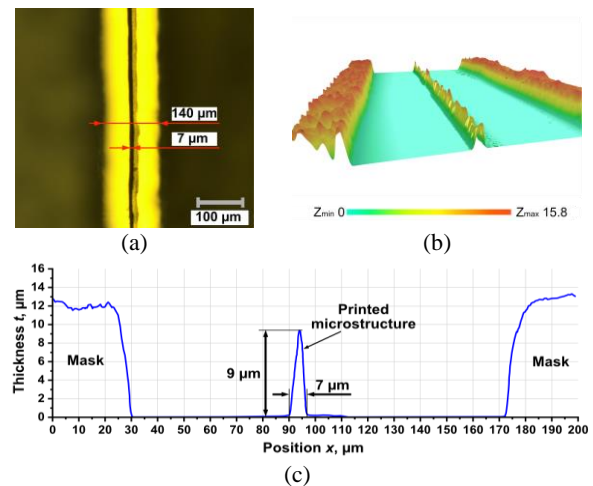 140 µm
7 µm
100 µm
(a)
Zmin 0 Zmax 15.8
(b)
Thickness t, µm
16
14
12
10
8
6
4
2
0
Mask
9 µm
Printed
microstructure
7 µm
Mask
0 10 20 30 40 50 60 70 80 90 100 110 120 130 140 150 160 170 180 190 200
Position x, µm
(c)